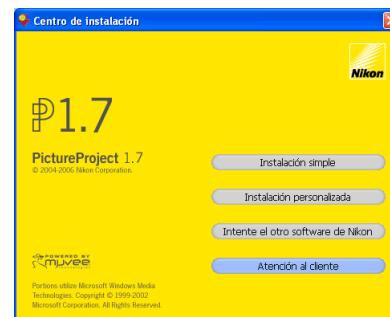 Centro de instalación
Nikon
P1.7
PictureProject 1.7
© 2004-2006 Nikon Corporation.
Instalación simple
Instalación personalizada
Intente el otro software de Nikon
Atención al cliente
POWERED BY
muvee
technologies
Portions utilize Microsoft Windows Media
Technologies. Copyright © 1999-2002
Microsoft Corporation. All Rights Reserved.